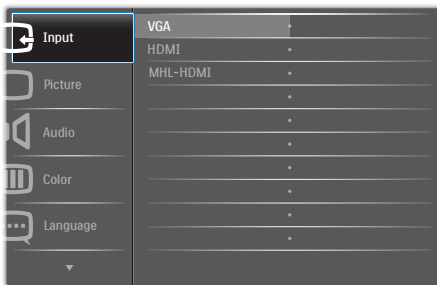 Input
Picture
Audio
Color
Language
VGA
HDMI
MHL-HDMI